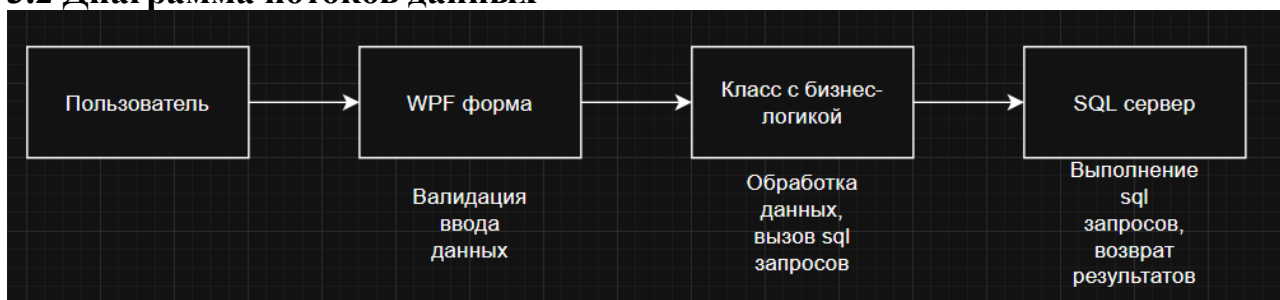 3.2 Диаграмма потоков данных
Пользователь
WPF форма
Класс с бизнес-
логикой
SQL сервер
Валидация
ввода
данных
Обработка
данных,
вызов sql
запросов
Выполнение
sql
запросов,
возврат
результатов